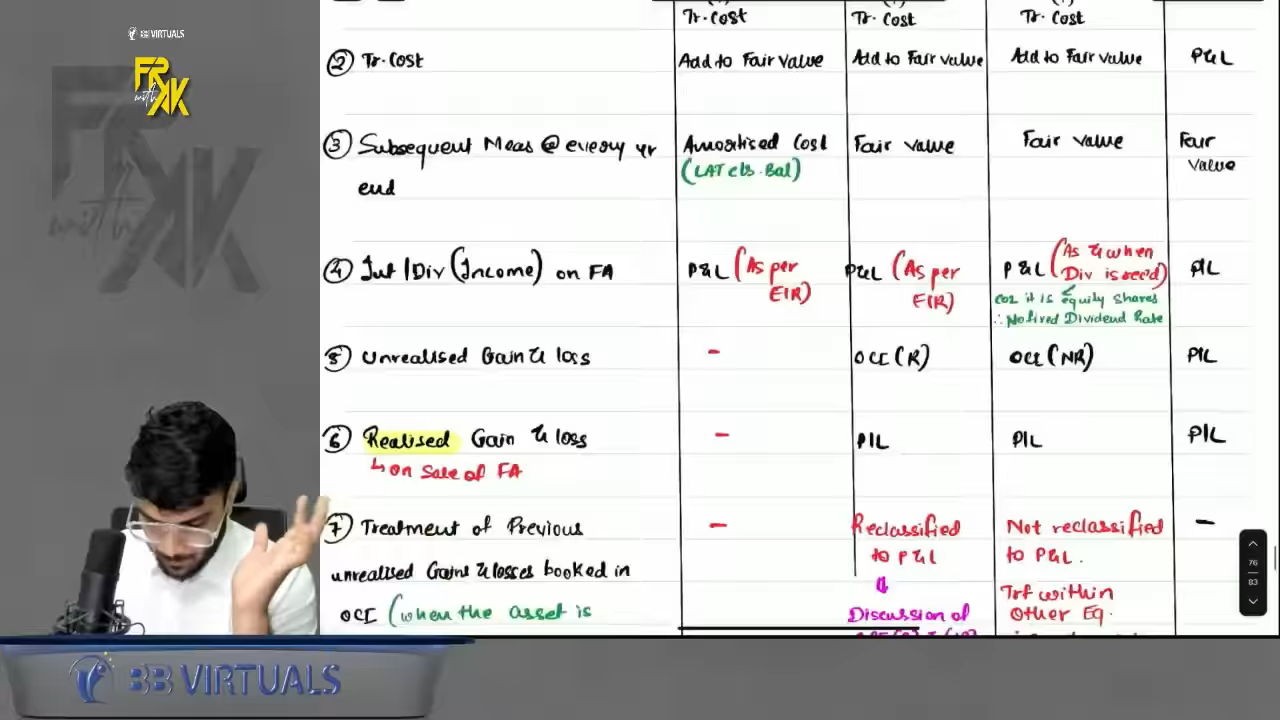 BB VIRTUALS
FR
with
AK
Tr. Cost
Tr. Cost
Tr. Cost
② Tr. Cost
Add to Fair value
Add to Fair value
Add to Fair value
P&L
③ Subsequent Meas @ every yr
end
Amortised Cost
(LAT cls. Bal)
Fair value
Fair value
Fair
value
④ Int / Div (Income) on FA
P&L (As per
EIR)
P&L (As per
EIR)
P&L (As & when
Div is recd)
coz it is equity shares
∴ No fixed Dividend Rate
P/L
⑤ Unrealised Gain & loss
-
OCI (R)
OCI (NR)
P/L
⑥ Realised Gain & loss
↳ on Sale of FA
-
P/L
P/L
P/L
⑦ Treatment of Previous
unrealised Gains & losses booked in
OCI (when the asset is
-
Reclassified
to P&L
⇓
Discussion of
Not reclassified
to P&L.
Trf within
Other Eq.
-
76
83
BB VIRTUALS